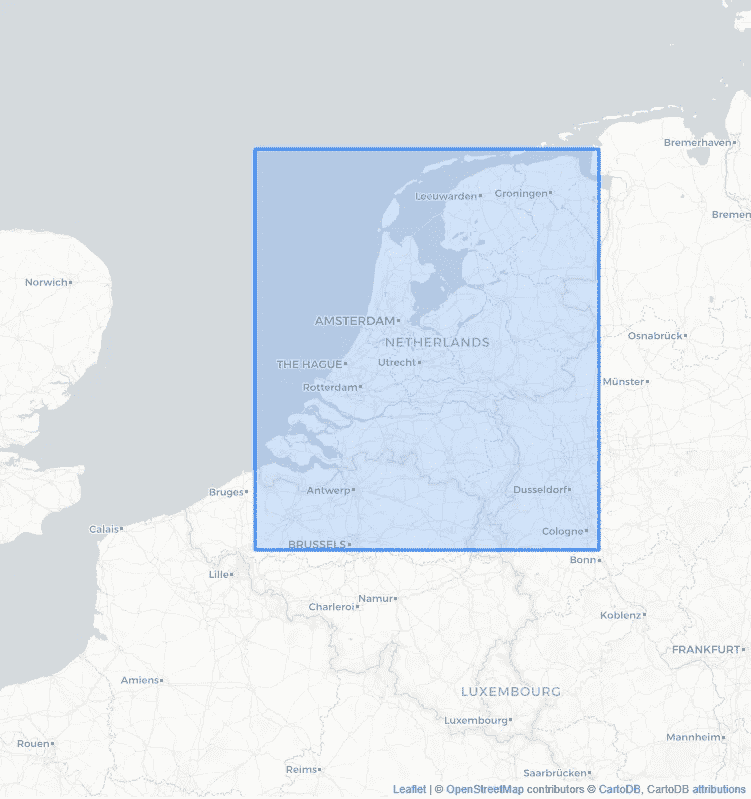 Bremerhaven
Bremen
Leeuwarden
Groningen
Norwich
AMSTERDAM
Osnabrück
NETHERLANDS
THE HAGUE
Utrecht
Münster
Rotterdam
Bruges
Antwerp
Dusseldorf
Calais
Cologne
BRUSSELS
Bonn
Lille
Namur
Charleroi
Koblenz
FRANKFURT
Amiens
LUXEMBOURG
Luxembourg
Rouen
Mannheim
Reims
Saarbrücken
Leaflet | © OpenStreetMap contributors © CartoDB, CartoDB attributions